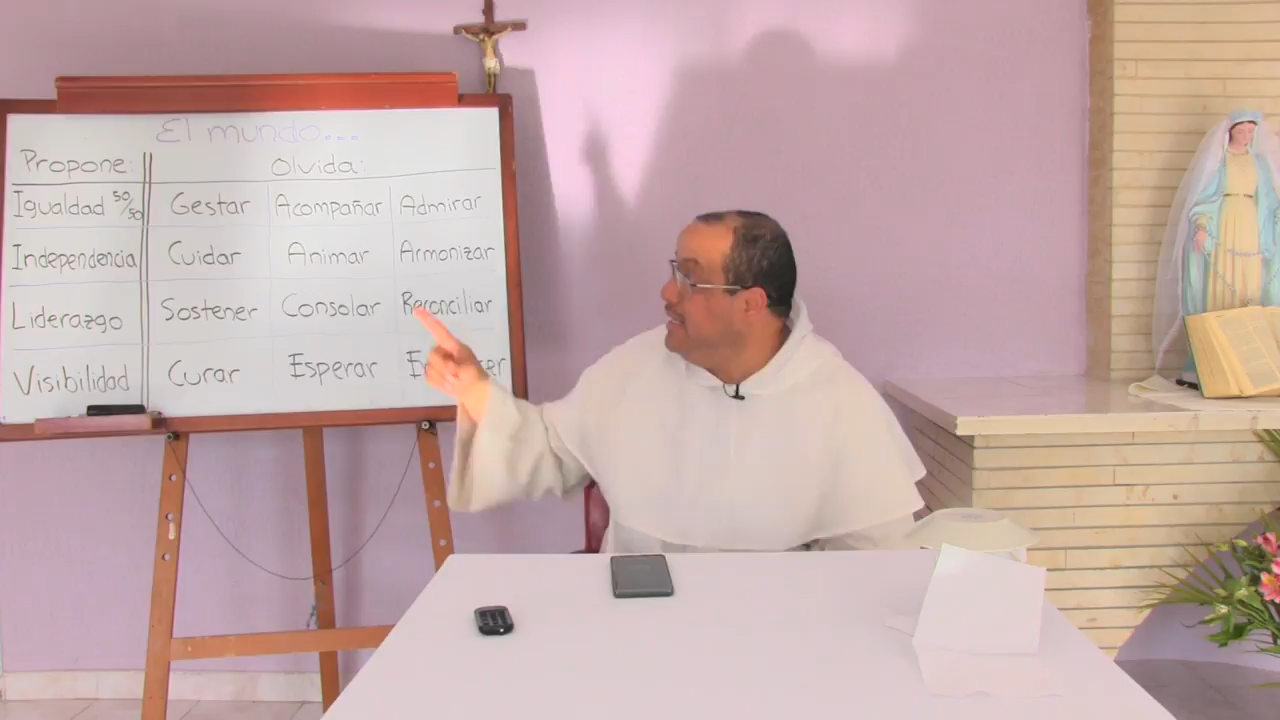 El mundo...
Propone: Olvida:
Igualdad 50/50 Gestar Acompañar Admirar
Independencia Cuidar Animar Armonizar
Liderazgo Sostener Consolar Reconciliar
Visibilidad Curar Esperar